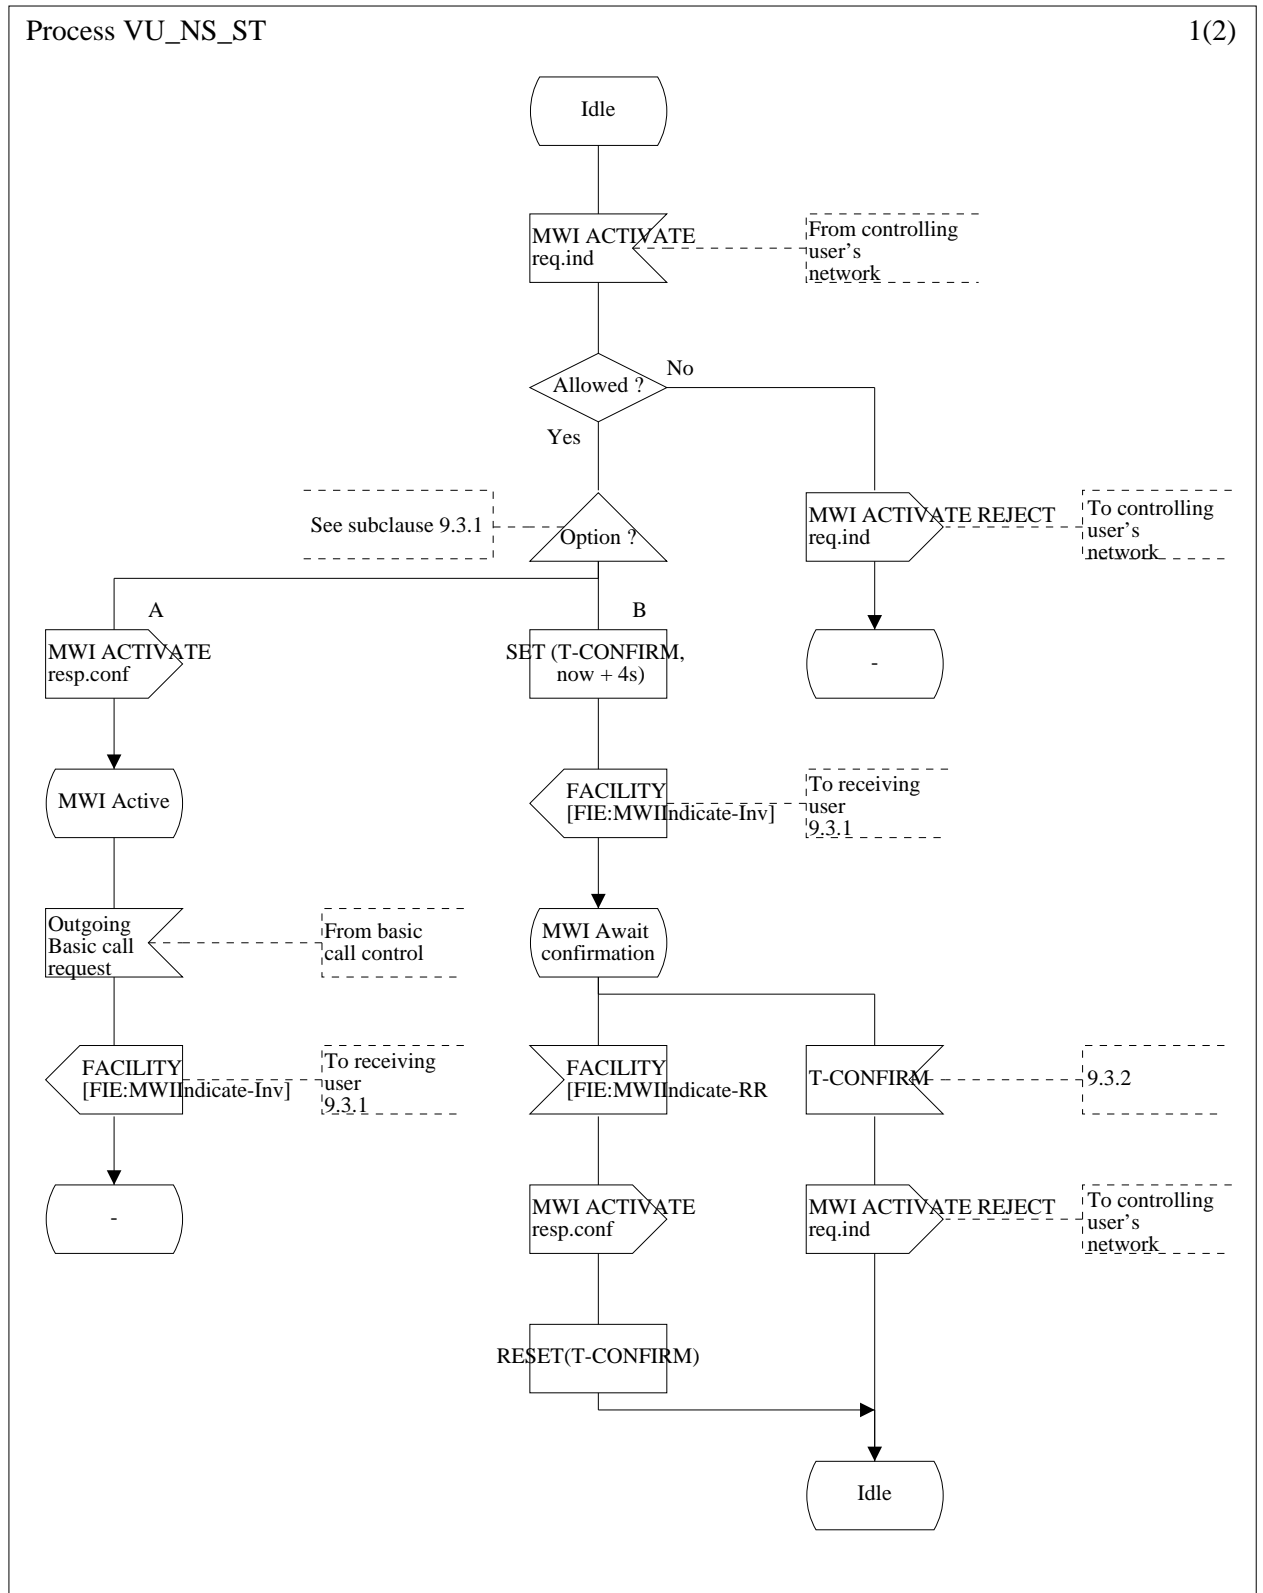 Process VU_NS_ST
1(2)
Idle
MWI ACTIVATE
req.ind
From controlling
user's
network
Allowed ?
No
Yes
See subclause 9.3.1
Option ?
MWI ACTIVATE REJECT
req.ind
To controlling
user's
network
A
B
MWI ACTIVATE
resp.conf
SET (T-CONFIRM,
now + 4s)
-
MWI Active
FACILITY
[FIE:MWIIndicate-Inv]
To receiving
user
9.3.1
Outgoing
Basic call
request
From basic
call control
MWI Await
confirmation
FACILITY
[FIE:MWIIndicate-Inv]
To receiving
user
9.3.1
FACILITY
[FIE:MWIIndicate-RR
T-CONFIRM
9.3.2
-
MWI ACTIVATE
resp.conf
MWI ACTIVATE REJECT
req.ind
To controlling
user's
network
RESET(T-CONFIRM)
Idle